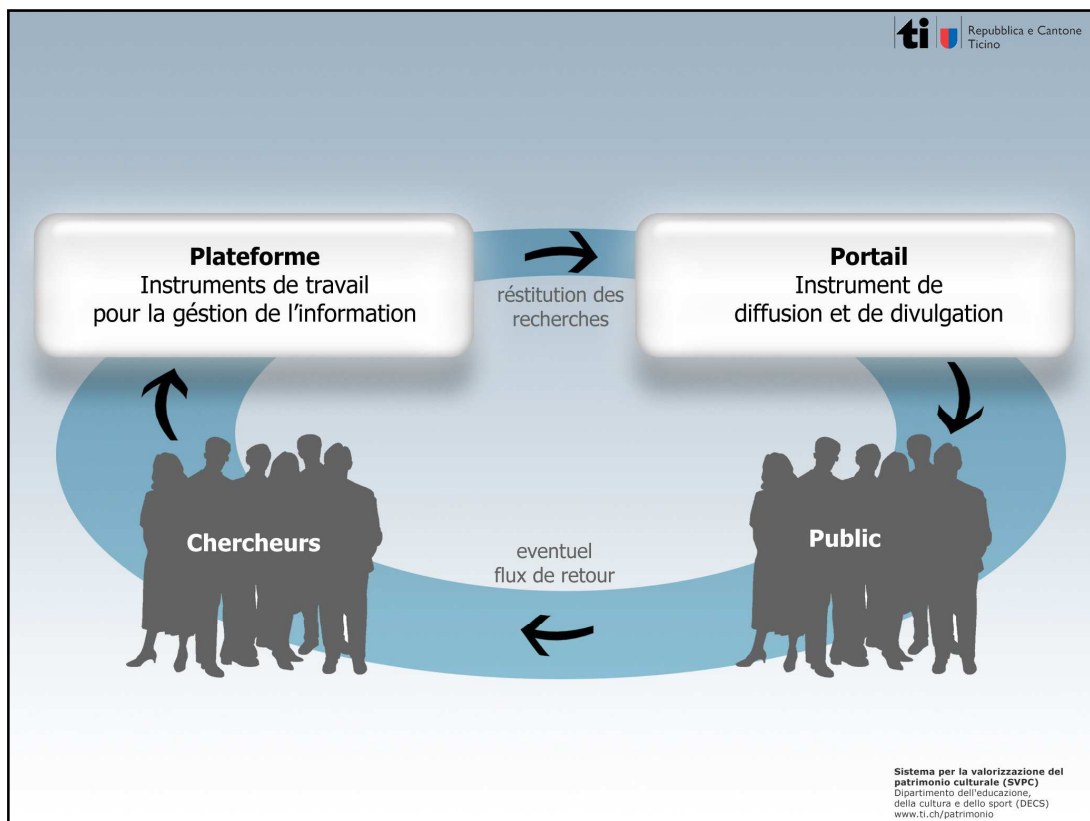 ti Repubblica e Cantone
Ticino
Plateforme
Instruments de travail
pour la géstion de l'information
réstitution des
recherches
Portail
Instrument de
diffusion et de divulgation
Chercheurs
Public
eventuel
flux de retour
Sistema per la valorizzazione del
patrimonio culturale (SVPC)
Dipartimento dell'educazione,
della cultura e dello sport (DECS)
www.ti.ch/patrimonio